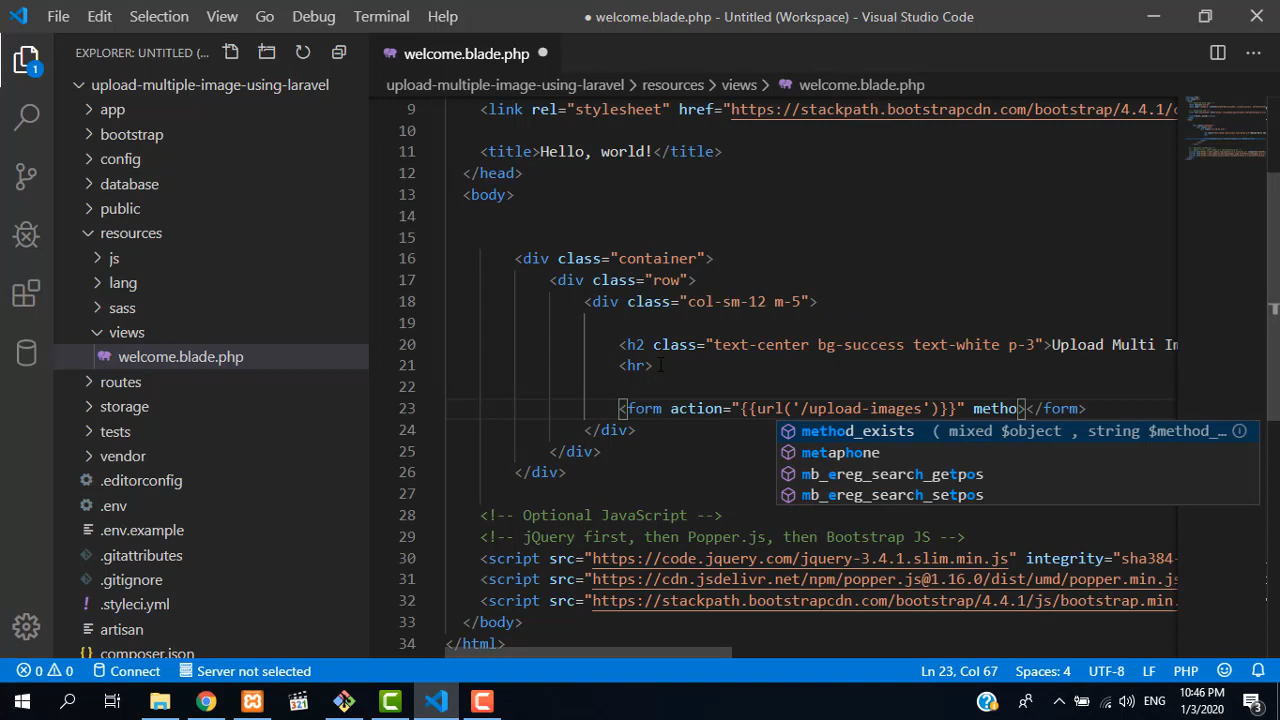 File Edit Selection View Go Debug Terminal Help ● welcome.blade.php - Untitled (Workspace) - Visual Studio Code
1
EXPLORER: UNTITLED (
welcome.blade.php
upload-multiple-image-using-laravel
app
bootstrap
config
database
public
resources
js
lang
sass
views
welcome.blade.php
routes
storage
tests
vendor
.editorconfig
.env
.env.example
.gitattributes
.gitignore
.styleci.yml
artisan
composer.json
upload-multiple-image-using-laravel > resources > views > welcome.blade.php
9 <link rel="stylesheet" href="https://stackpath.bootstrapcdn.com/bootstrap/4.4.1/c
10
11 <title>Hello, world!</title>
12 </head>
13 <body>
14
15
16 <div class="container">
17 <div class="row">
18 <div class="col-sm-12 m-5">
19
20 <h2 class="text-center bg-success text-white p-3">Upload Multi Im
21 <hr>
22
23 <form action="{{url('/upload-images')}}" metho></form>
24 </div>
25 </div>
26 </div>
27
28 <!-- Optional JavaScript -->
29 <!-- jQuery first, then Popper.js, then Bootstrap JS -->
30 <script src="https://code.jquery.com/jquery-3.4.1.slim.min.js" integrity="sha384-
31 <script src="https://cdn.jsdelivr.net/npm/popper.js@1.16.0/dist/umd/popper.min.js
32 <script src="https://stackpath.bootstrapcdn.com/bootstrap/4.4.1/js/bootstrap.min.
33 </body>
34 </html>
method_exists ( mixed $object , string $method_…
metaphone
mb_ereg_search_getpos
mb_ereg_search_setpos
0 0 Connect Server not selected Ln 23, Col 67 Spaces: 4 UTF-8 LF PHP
321
ENG
10:46 PM
1/3/2020
3